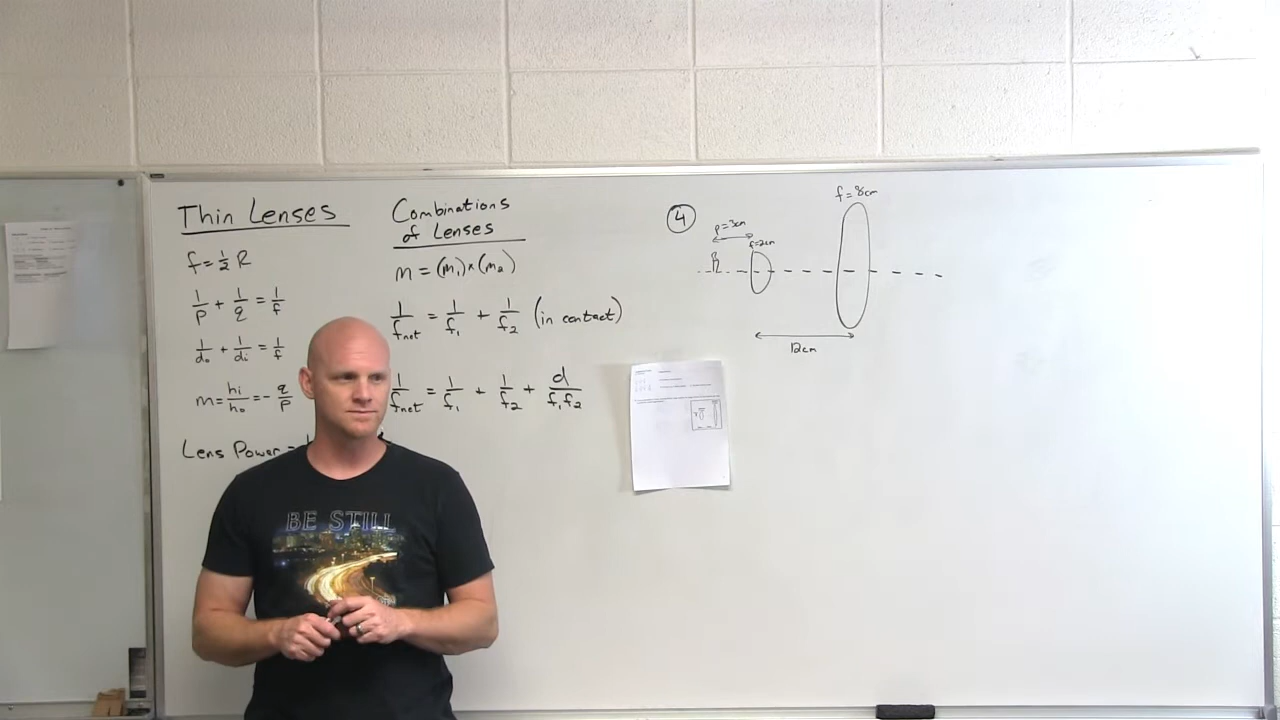 Thin Lenses
f = 1/2 R
1/p + 1/q = 1/f
1/do + 1/di = 1/f
m = hi/ho = - q/p
Lens Power =
Combinations
of Lenses
m = (m₁)x(m₂)
1/fnet = 1/f₁ + 1/f₂ (in contact)
1/fnet = 1/f₁ + 1/f₂ + d/f₁f₂
4
p = 3cm
f = 2cm
f = 8cm
12cm
BE STILL